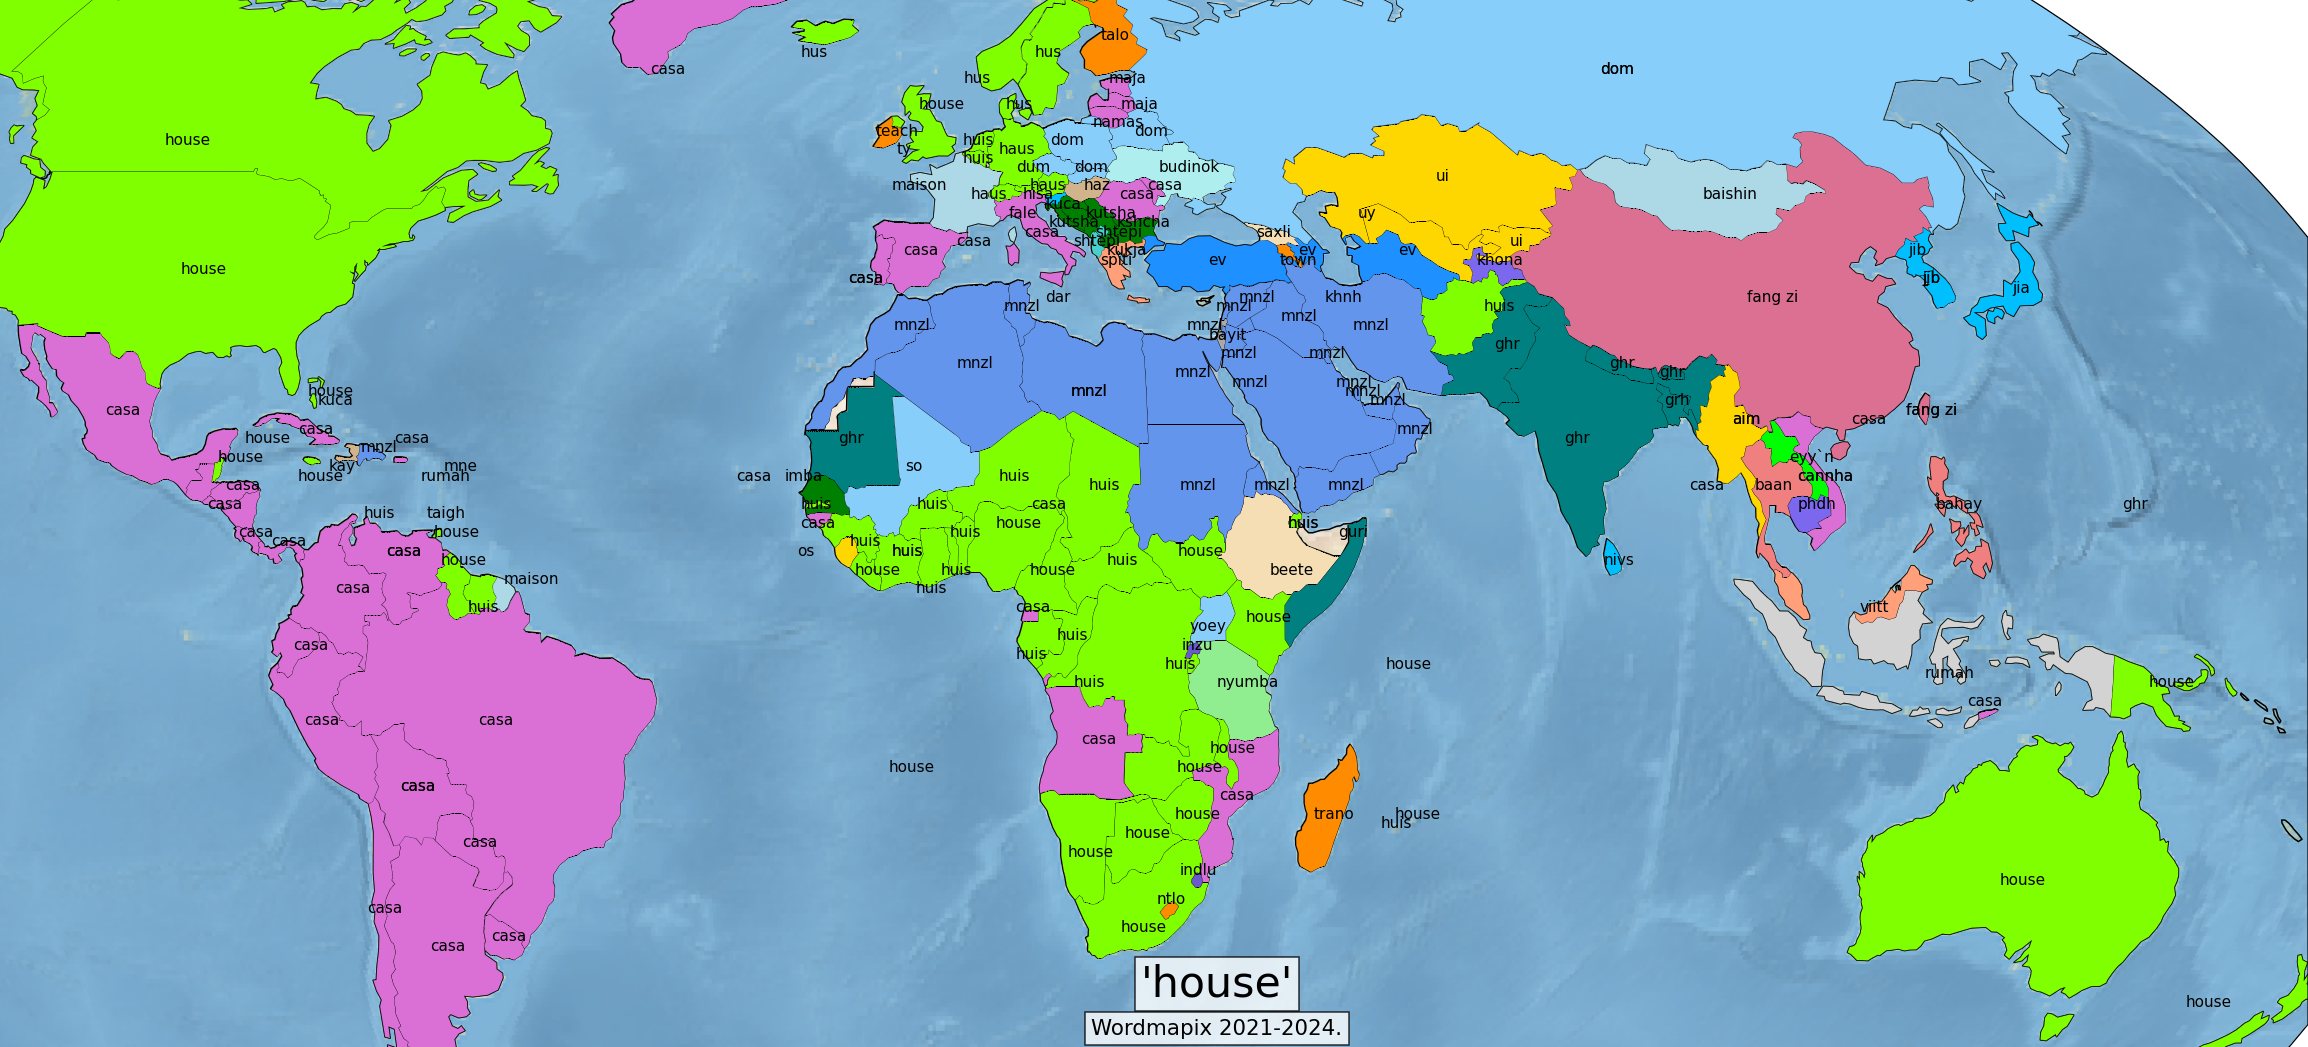 talo
hus
hus
casa
dom
hus
maja
house
hus
maja
namas
teach
dom
house
huis
dom
ty
haus
huis
dum
dom
budinok
ui
maison
haus
haz
casa
haus
nisa
casa
baishin
kuca
fale
kutsha
uy
kutsha
kshcha
casa
shtepi
saxli
casa
casa
shtepi
ui
kukja
ev
ev
jib
casa
spiti
ev
town
khona
house
jib
dar
mnzl
khnh
fang zi
jia
mnzl
mnzl
huis
mnzl
mnzl
mnzl
mnzl
bayit
ghr
mnzl
mnzl
mnzl
ghr
mnzl
ghr
mnzl
mnzl
house
mnzl
mnzl
kuca
mnzl
grh
casa
fang zi
casa
aim
casa
mnzl
house
ghr
ghr
casa
mnzl
house
eyy`n
kay
mne
so
house
rumah
casa
imba
huis
cannha
casa
huis
mnzl
mnzl
mnzl
casa
baan
casa
huis
huis
casa
phdh
bahay
ghr
huis
taigh
casa
house
huis
casa
house
huis
guri
casa
huis
casa
os
huis
house
house
huis
nivs
maison
casa
house
huis
house
huis
beete
huis
casa
huis
house
viitt
yoey
huis
casa
inzu
huis
huis
house
rumah
huis
nyumba
house
casa
casa
casa
casa
house
house
house
casa
casa
trano
house
house
huis
house
casa
house
indlu
house
ntlo
casa
house
casa
casa
'house'
house
Wordmapix 2021-2024.